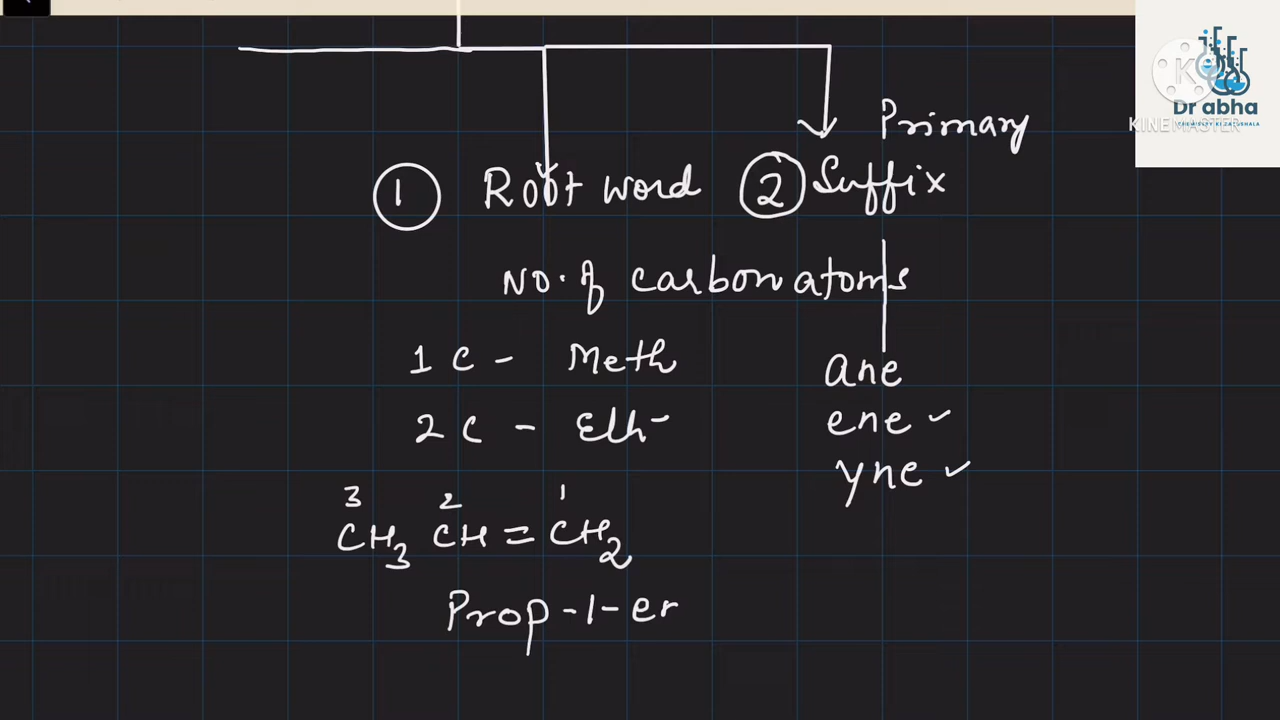 Primary
① Root word ② Suffix
No. of carbon atoms
1 C - Meth
2 C - Eth -
ane
ene ✓
yne ✓
3 2 1
CH3 CH = CH2
Prop-1-en
Dr abha
KINEMASTER